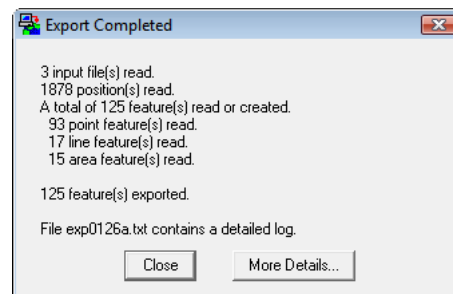 Export Completed
3 input file(s) read.
1878 position(s) read.
A total of 125 feature(s) read or created.
93 point feature(s) read.
17 line feature(s) read.
15 area feature(s) read.
125 feature(s) exported.
File exp0126a.txt contains a detailed log.
Close
More Details...